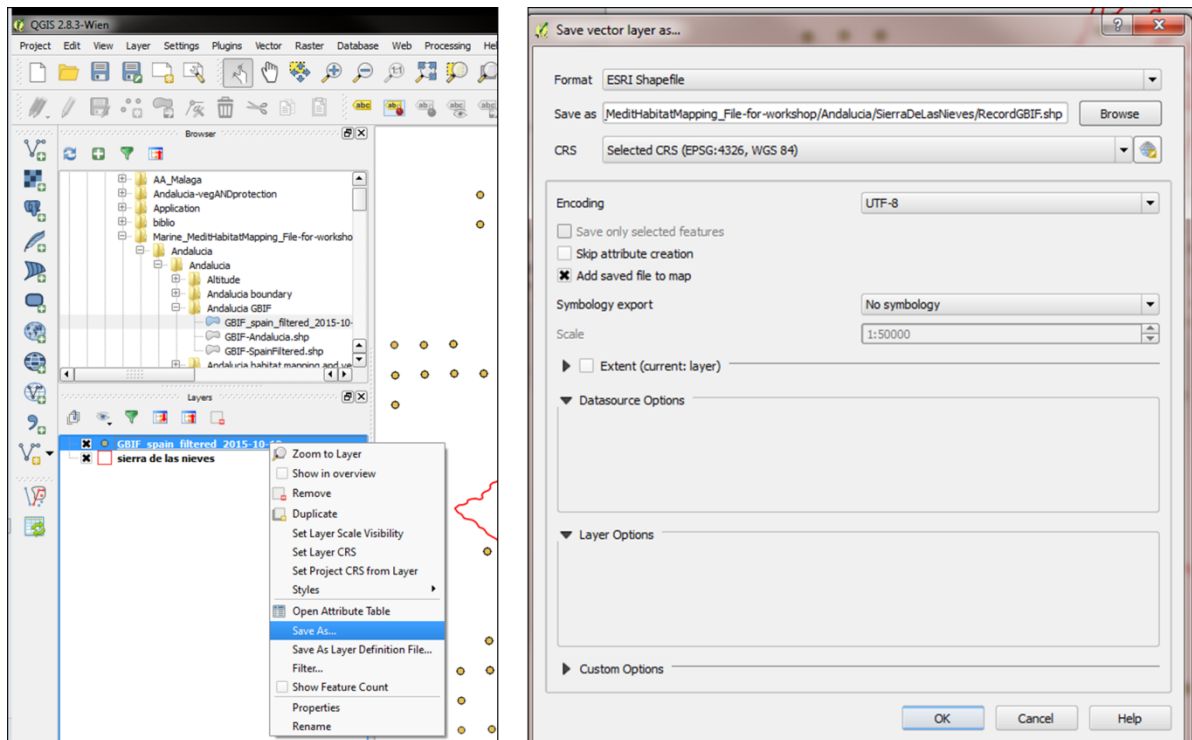 QGIS 2.8.3-Wien
Project Edit View Layer Settings Plugins Vector Raster Database Web Processing Hel
abc abc abc abc abc
Browser
AA_Malaga
Andalucia-vegANDprotection
Application
biblio
Marine_MeditHabitatMapping_File-for-worksho
Andalucia
Andalucia
Altitude
Andalucia boundary
Andalucia GBIF
GBIF_spain_filtered_2015-10-
GBIF-Andalucia.shp
GBIF-SpainFiltered.shp
Andalucia habitat mapping and ve
Layers
GBIF_spain_filtered_2015-10-
sierra de las nieves
Zoom to Layer
Show in overview
Remove
Duplicate
Set Layer Scale Visibility
Set Layer CRS
Set Project CRS from Layer
Styles
Open Attribute Table
Save As...
Save As Layer Definition File...
Filter...
Show Feature Count
Properties
Rename
Save vector layer as...
Format ESRI Shapefile
Save as _MeditHabitatMapping_File-for-workshop/Andalucia/SierraDeLasNieves/RecordGBIF.shp Browse
CRS Selected CRS (EPSG:4326, WGS 84)
Encoding UTF-8
Save only selected features
Skip attribute creation
Add saved file to map
Symbology export No symbology
Scale 1:50000
Extent (current: layer)
Datasource Options
Layer Options
Custom Options
OK Cancel Help